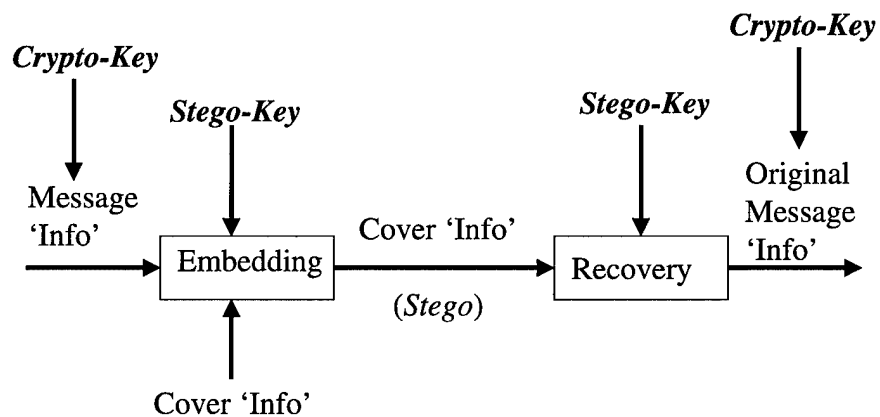 Crypto-Key
Crypto-Key
Stego-Key
Stego-Key
Message
‘Info’
Embedding
Cover ‘Info’
(Stego)
Recovery
Original
Message
‘Info’
Cover ‘Info’